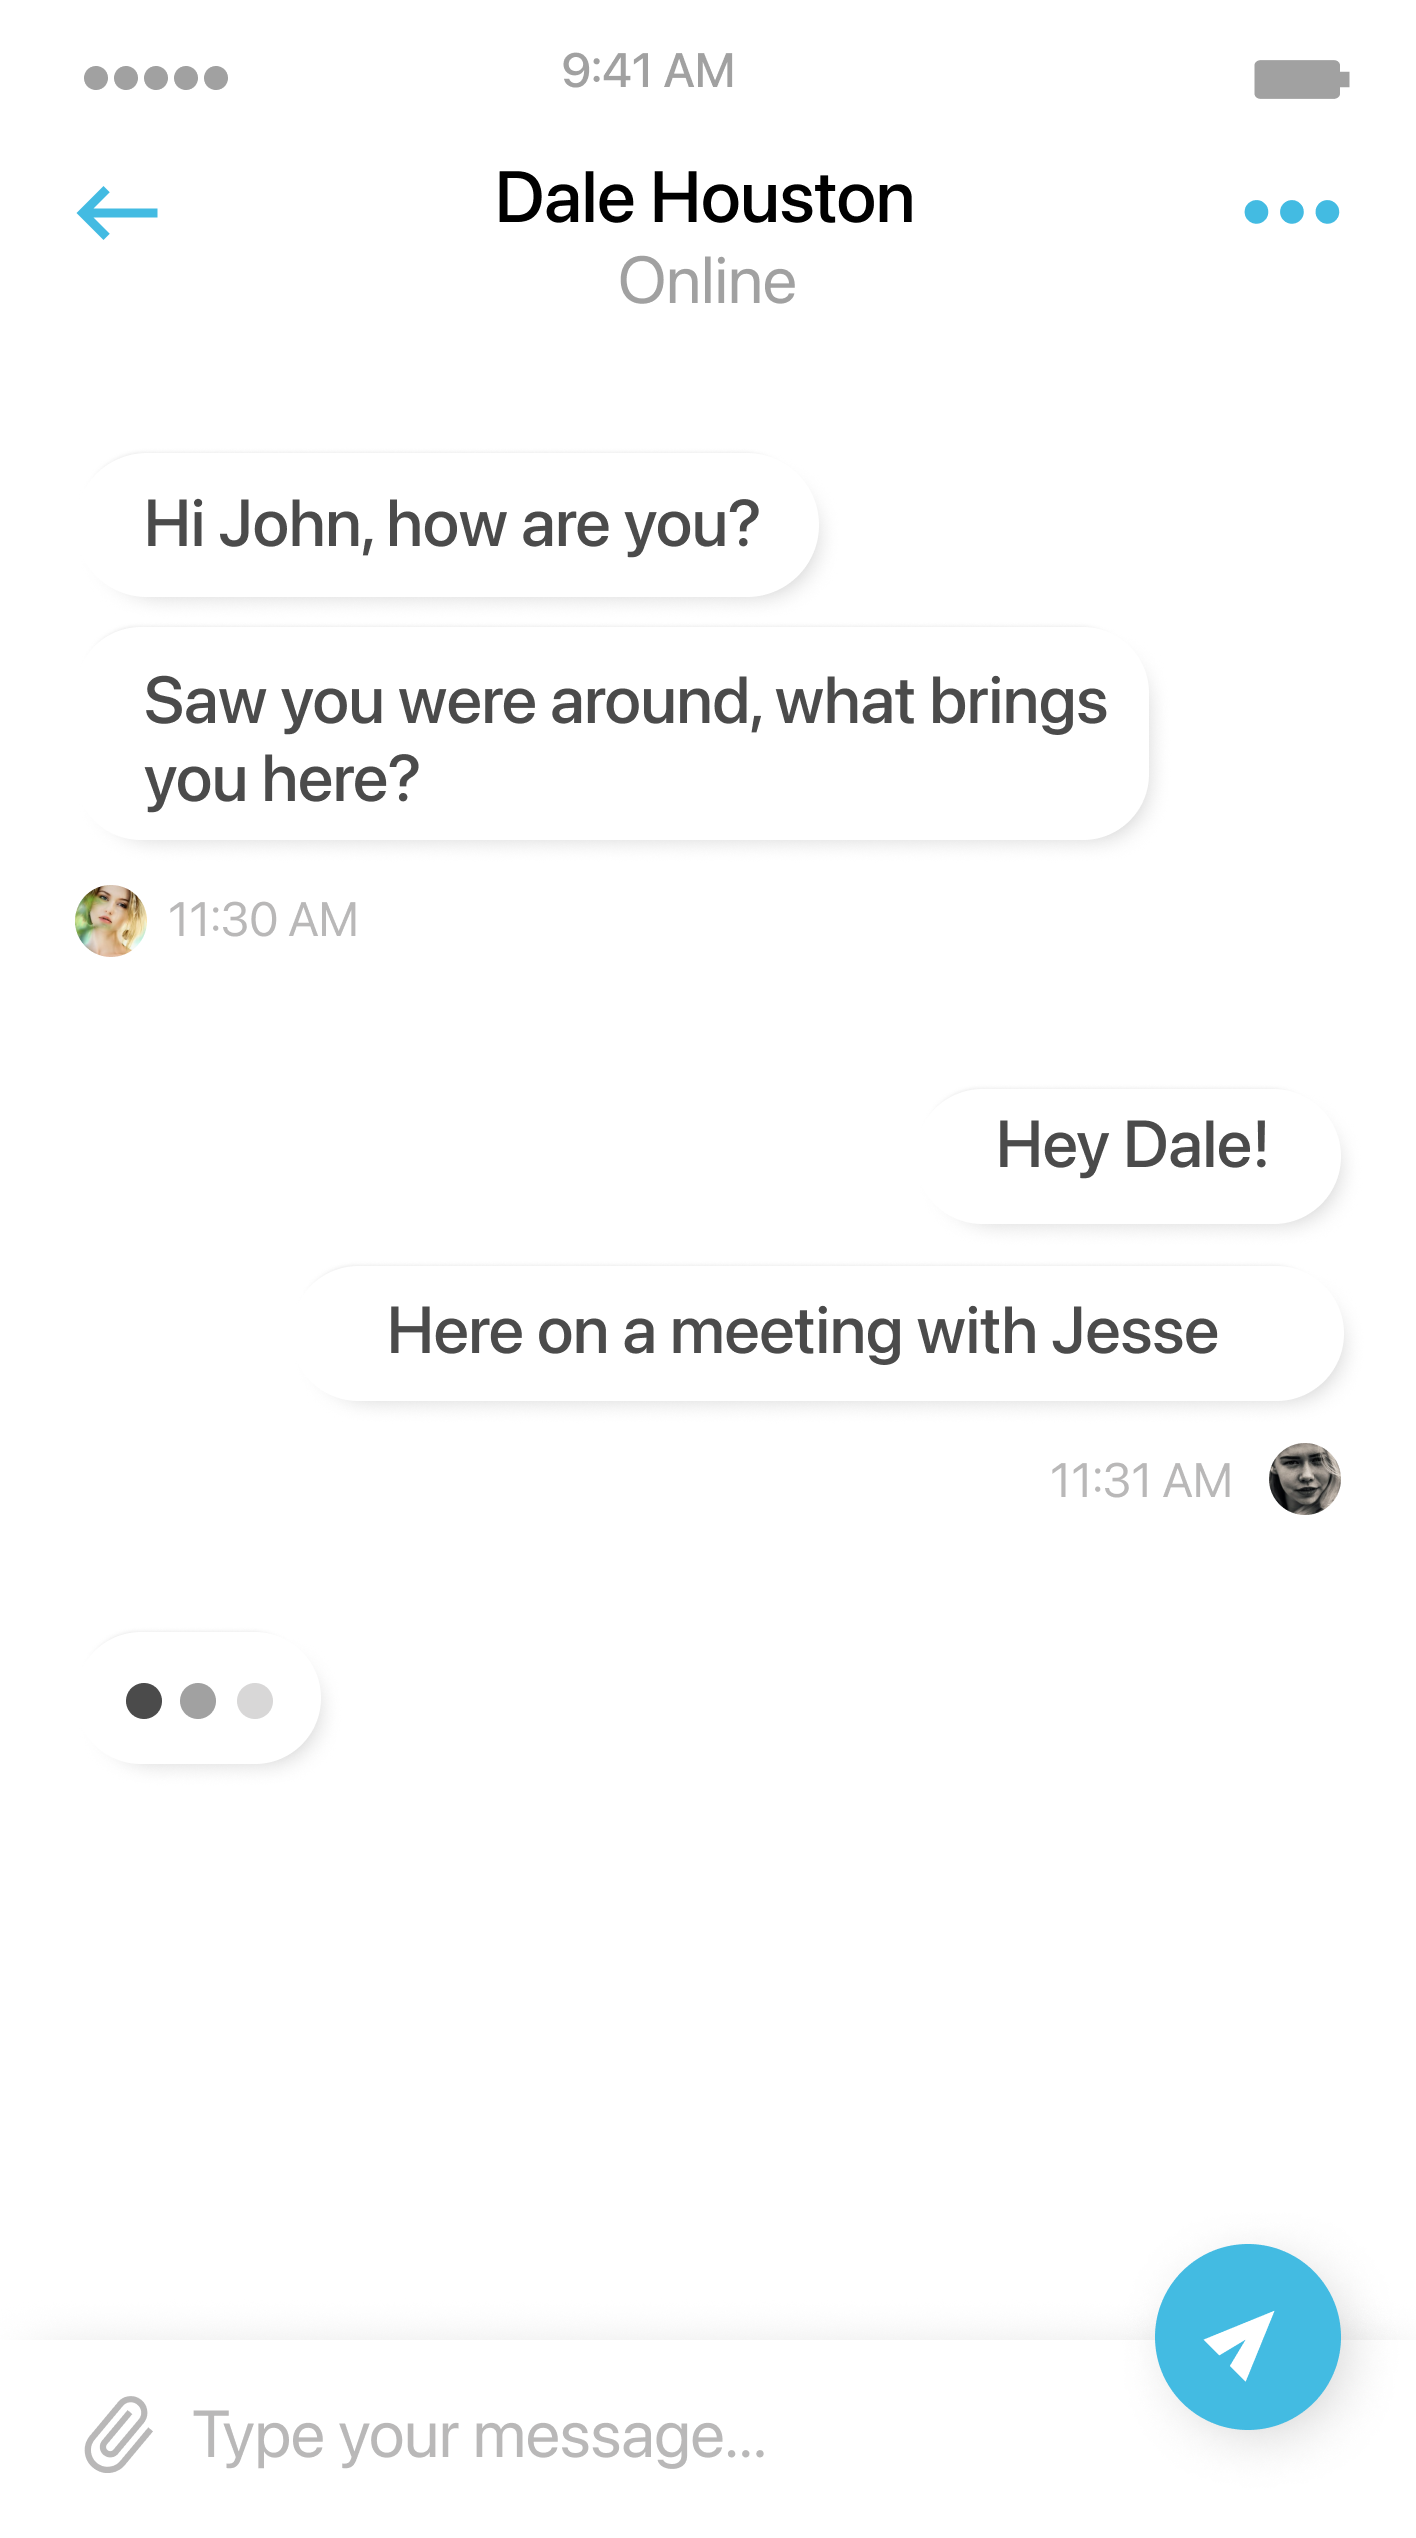 9:41 AM
Dale Houston
Online
Hi John, how are you?
Saw you were around, what brings
you here?
11:30 AM
Hey Dale!
Here on a meeting with Jesse
11:31 AM
Type your message...